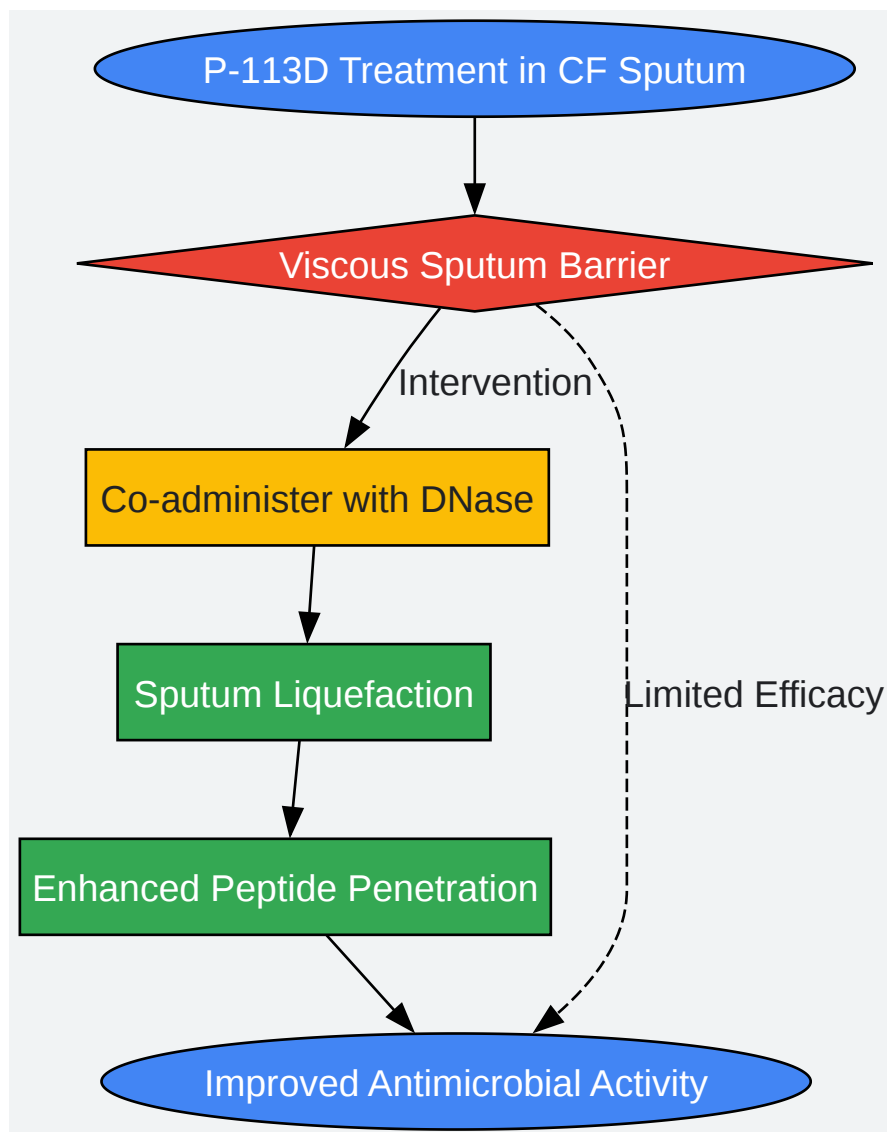 P-113D Treatment in CF Sputum
Viscous Sputum Barrier
Intervention
Co-administer with DNase
Sputum Liquefaction
Limited Efficacy
Enhanced Peptide Penetration
Improved Antimicrobial Activity